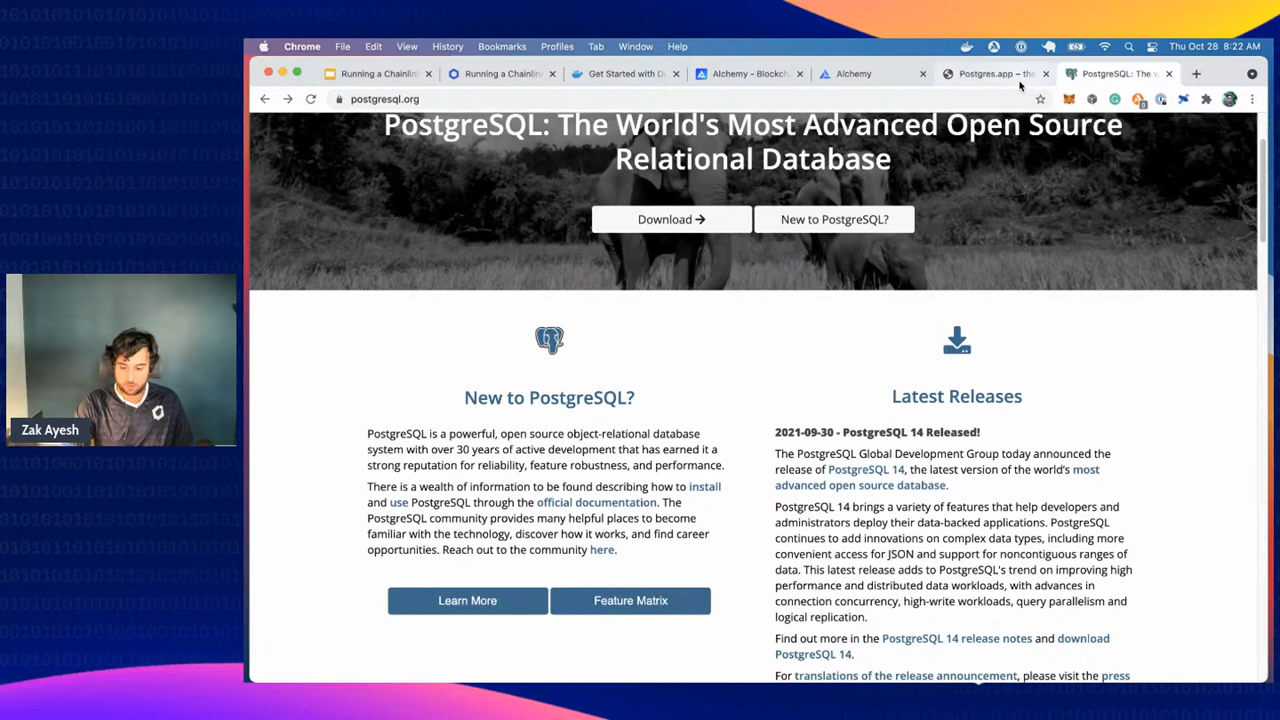 Chrome File Edit View History Bookmarks Profiles Tab Window Help Thu Oct 28 8:22 AM
Running a Chainlin Running a Chainlin Get Started with D Alchemy - Blockch Alchemy Postgres.app – the PostgreSQL: The w
postgresql.org
PostgreSQL: The World's Most Advanced Open Source
Relational Database
Download
New to PostgreSQL?
New to PostgreSQL?
PostgreSQL is a powerful, open source object-relational database
system with over 30 years of active development that has earned it a
strong reputation for reliability, feature robustness, and performance.
There is a wealth of information to be found describing how to install
and use PostgreSQL through the official documentation. The
PostgreSQL community provides many helpful places to become
familiar with the technology, discover how it works, and find career
opportunities. Reach out to the community here.
Learn More
Feature Matrix
Latest Releases
2021-09-30 - PostgreSQL 14 Released!
The PostgreSQL Global Development Group today announced the
release of PostgreSQL 14, the latest version of the world's most
advanced open source database.
PostgreSQL 14 brings a variety of features that help developers and
administrators deploy their data-backed applications. PostgreSQL
continues to add innovations on complex data types, including more
convenient access for JSON and support for noncontiguous ranges of
data. This latest release adds to PostgreSQL's trend on improving high
performance and distributed data workloads, with advances in
connection concurrency, high-write workloads, query parallelism and
logical replication.
Find out more in the PostgreSQL 14 release notes and download
PostgreSQL 14.
For translations of the release announcement, please visit the press
Zak Ayesh